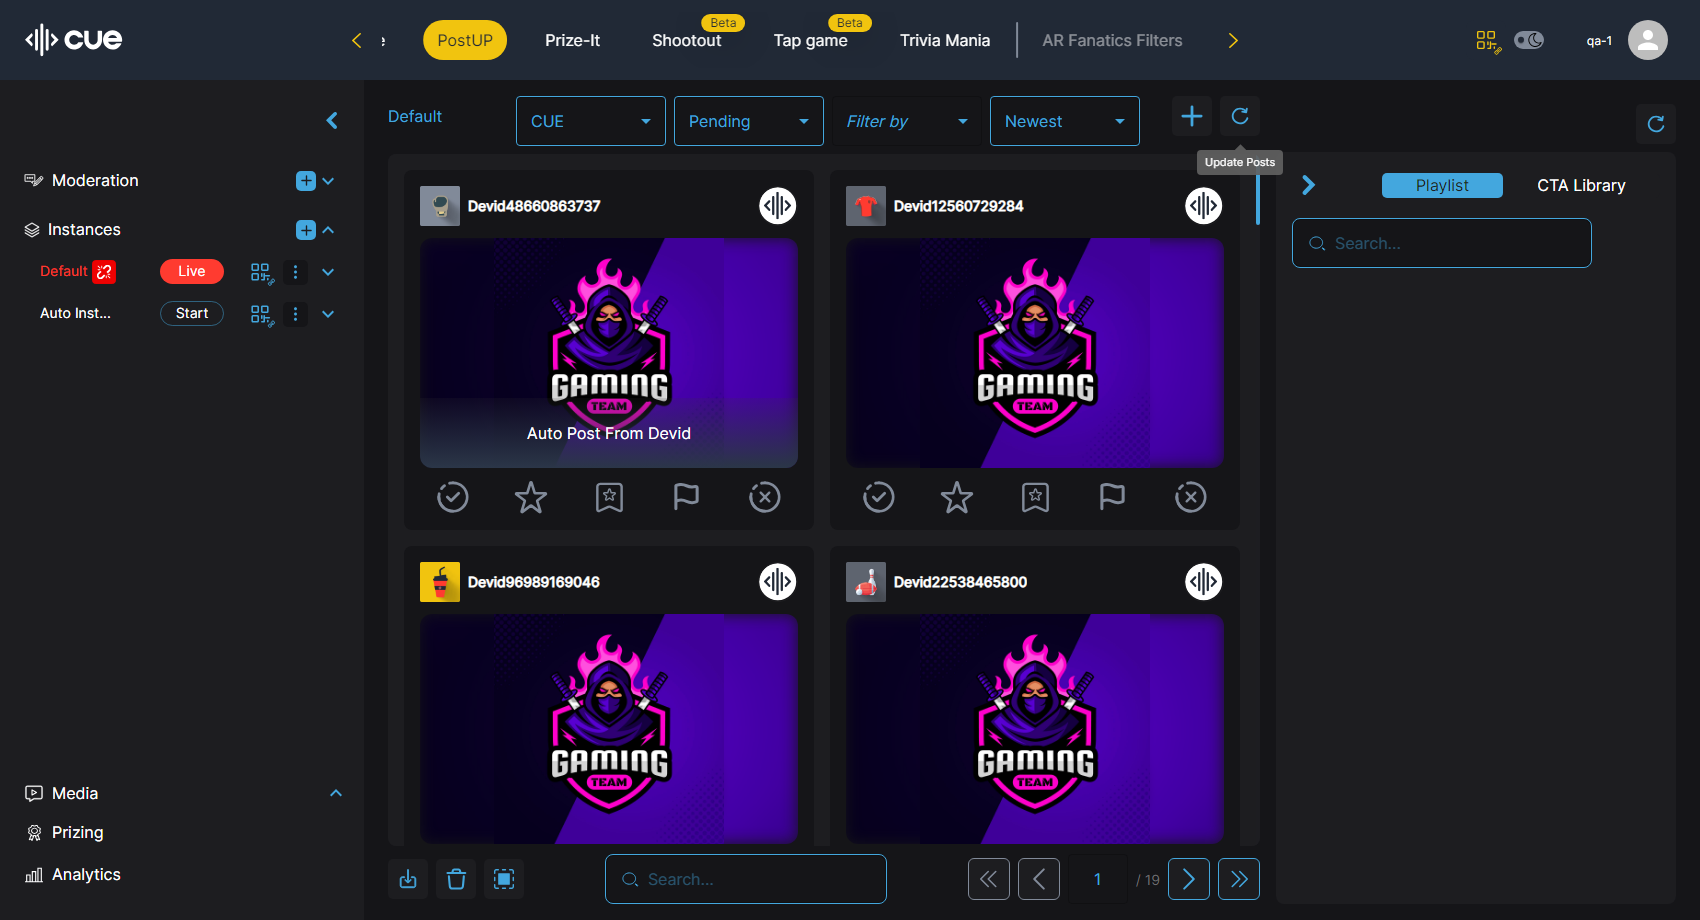 cue
e
PostUP
Prize-It
Beta
Shootout
Beta
Tap game
Trivia Mania
AR Fanatics Filters
qa-1
Default
CUE
Pending
Filter by
Newest
Update Posts
Moderation
Instances
Default
Live
Auto Inst...
Start
Media
Prizing
Analytics
Devid48660863737
GAMING
TEAM
Auto Post From Devid
Devid12560729284
GAMING
TEAM
Devid96989169046
GAMING
TEAM
Devid22538465800
GAMING
TEAM
Search...
1
/ 19
Playlist
CTA Library
Search...